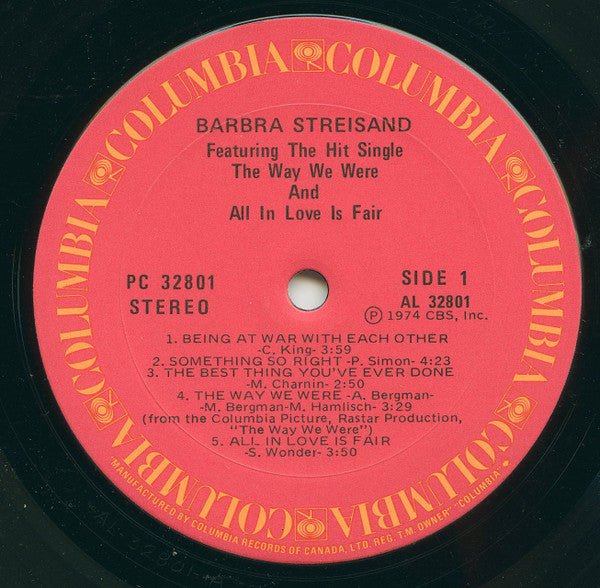 COLUMBIA COLUMBIA COLUMBIA COLUMBIA COLUMBIA COLUMBIA
BARBRA STREISAND
Featuring The Hit Single
The Way We Were
And
All In Love Is Fair
PC 32801
STEREO
SIDE 1
AL 32801
Ⓟ 1974 CBS, Inc.
1. BEING AT WAR WITH EACH OTHER
-C. King- 3:59
2. SOMETHING SO RIGHT -P. Simon- 4:23
3. THE BEST THING YOU'VE EVER DONE
-M. Charnin- 2:50
4. THE WAY WE WERE -A. Bergman-
-M. Bergman-M. Hamlisch- 3:29
(from the Columbia Picture, Rastar Production,
"The Way We Were")
5. ALL IN LOVE IS FAIR
-S. Wonder- 3:50
"MANUFACTURED BY COLUMBIA RECORDS OF CANADA, LTD. REG. T.M. OWNER" "COLUMBIA"